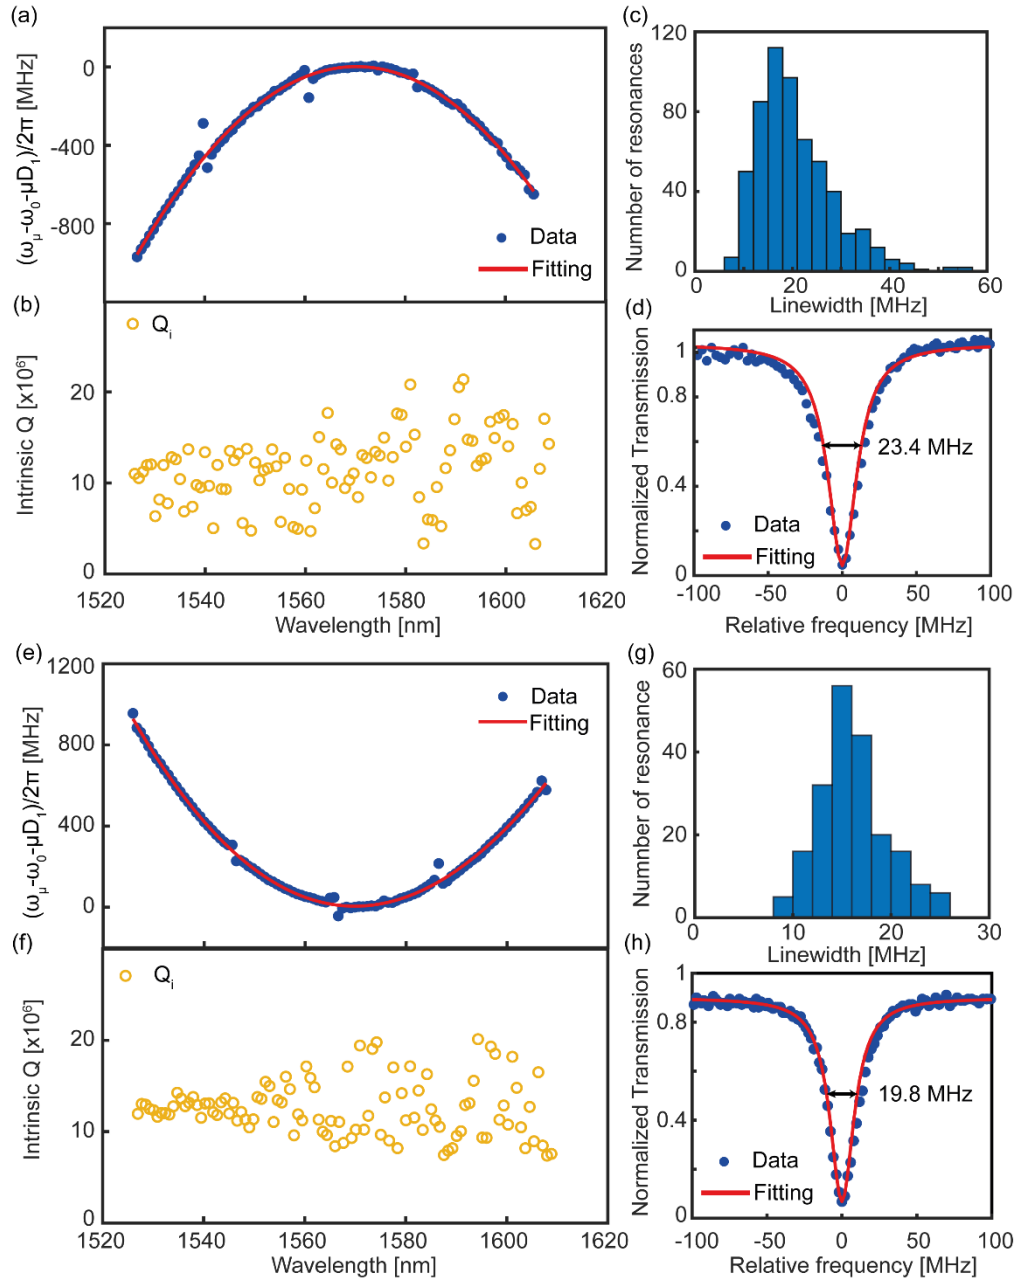 (a)
(ω_μ-ω_0-μD_1)/2π [MHz]
0
-400
-800
Data
Fitting
(b)
Q_i
Intrinsic Q [x10⁶]
20
10
0
1520
1540
1560
1580
1600
1620
Wavelength [nm]
(c)
Numnber of resonances
120
80
40
0
0
20
40
60
Linewidth [MHz]
(d)
Normalized Transmission
1
0.8
0.4
0
23.4 MHz
Data
Fitting
-100
-50
0
50
100
Relative frequency [MHz]
(e)
(ω_μ-ω_0-μD_1)/2π [MHz]
1200
800
400
0
Data
Fitting
(f)
Q_i
Intrinsic Q [x10⁶]
20
10
0
1520
1540
1560
1580
1600
1620
Wavelength [nm]
(g)
Numnber of resonance
60
40
20
0
0
10
20
30
Linewidth [MHz]
(h)
Normalized Transmission
1
0.8
0.4
0
19.8 MHz
Data
Fitting
-100
-50
0
50
100
Relative frequency [MHz]